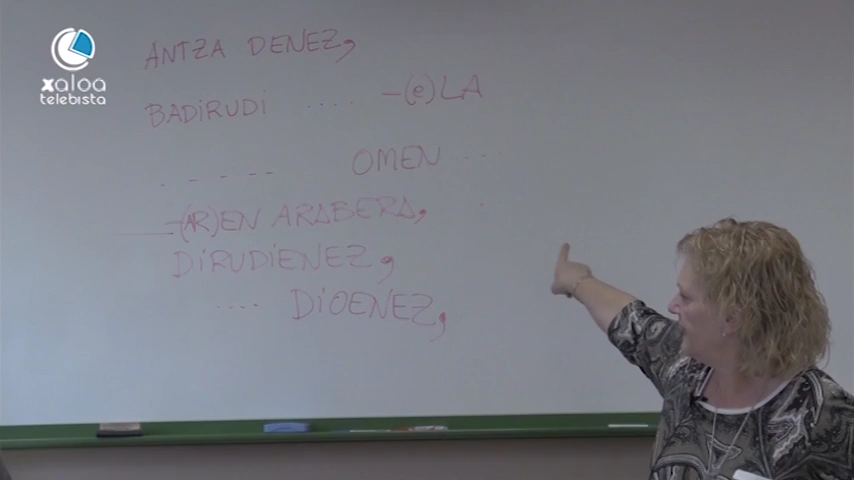 xaloa
telebista
ANTZA DENEZ,
BADIRUDI .... -(e)LA
. - - - - OMEN ...
-(AR)EN ARABERA,
DIRUDIENEZ,
.... DIOENEZ,